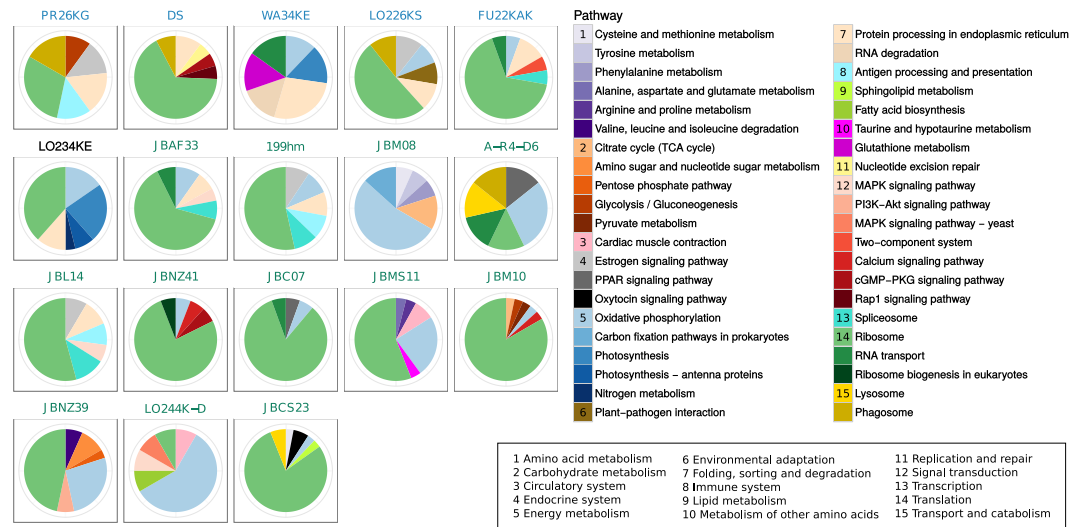 PR26KG DS WA34KE LO226KS FU22KAK
LO234KE JBAF33 199hm JBM08 A-R4-D6
JBL14 JBNZ41 JBC07 JBMS11 JBM10
JBNZ39 LO244K-D JBCS23
Pathway
1 Cysteine and methionine metabolism
Tyrosine metabolism
Phenylalanine metabolism
Alanine, aspartate and glutamate metabolism
Arginine and proline metabolism
Valine, leucine and isoleucine degradation
2 Citrate cycle (TCA cycle)
Amino sugar and nucleotide sugar metabolism
Pentose phosphate pathway
Glycolysis / Gluconeogenesis
Pyruvate metabolism
3 Cardiac muscle contraction
4 Estrogen signaling pathway
PPAR signaling pathway
Oxytocin signaling pathway
5 Oxidative phosphorylation
Carbon fixation pathways in prokaryotes
Photosynthesis
Photosynthesis - antenna proteins
Nitrogen metabolism
6 Plant-pathogen interaction
7 Protein processing in endoplasmic reticulum
RNA degradation
8 Antigen processing and presentation
9 Sphingolipid metabolism
Fatty acid biosynthesis
10 Taurine and hypotaurine metabolism
Glutathione metabolism
11 Nucleotide excision repair
12 MAPK signaling pathway
PI3K-Akt signaling pathway
MAPK signaling pathway - yeast
Two-component system
Calcium signaling pathway
cGMP-PKG signaling pathway
Rap1 signaling pathway
13 Spliceosome
14 Ribosome
RNA transport
Ribosome biogenesis in eukaryotes
15 Lysosome
Phagosome
1 Amino acid metabolism
2 Carbohydrate metabolism
3 Circulatory system
4 Endocrine system
5 Energy metabolism
6 Environmental adaptation
7 Folding, sorting and degradation
8 Immune system
9 Lipid metabolism
10 Metabolism of other amino acids
11 Replication and repair
12 Signal transduction
13 Transcription
14 Translation
15 Transport and catabolism